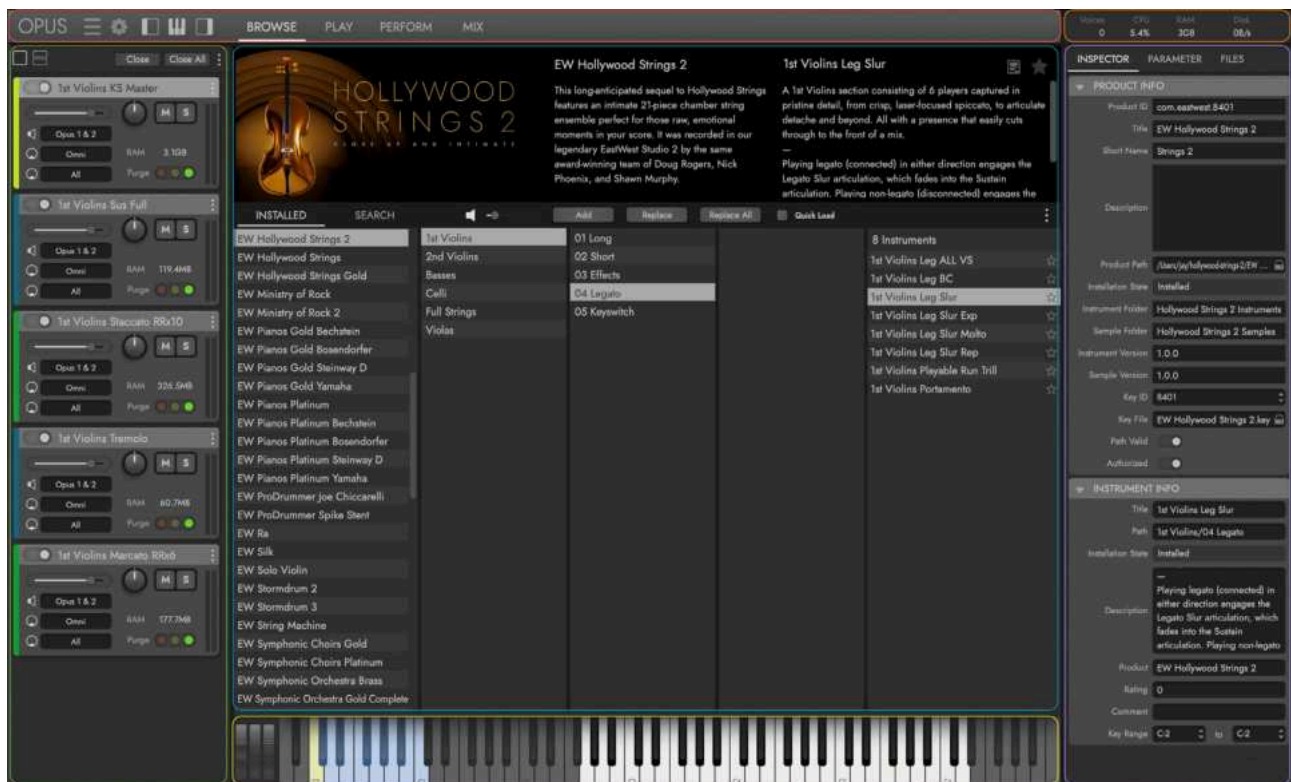 OPUS
BROWSE PLAY PERFORM MIX
Voices CPU RAM Disk
0 5.4% 3GB 0B/s
Close Close All
1st Violins KS Master
M S
Opus 1 & 2
Omni RAM 3.1GB
All Purge
1st Violins Sus Full
M S
Opus 1 & 2
Omni RAM 119.4MB
All Purge
1st Violins Staccato RRx10
M S
Opus 1 & 2
Omni RAM 326.5MB
All Purge
1st Violins Tremolo
M S
Opus 1 & 2
Omni RAM 60.7MB
All Purge
1st Violins Marcato RRx6
M S
Opus 1 & 2
Omni RAM 177.7MB
All Purge
HOLLYWOOD
STRINGS 2
CLOSE UP AND INTIMATE
EW Hollywood Strings 2
This long-anticipated sequel to Hollywood Strings
features an intimate 21-piece chamber string
ensemble perfect for those raw, emotional
moments in your score. It was recorded in our
legendary EastWest Studio 2 by the same
award-winning team of Doug Rogers, Nick
Phoenix, and Shawn Murphy.
1st Violins Leg Slur
A 1st Violins section consisting of 6 players captured in
pristine detail, from crisp, laser-focused spiccato, to articulate
detache and beyond. All with a presence that easily cuts
through to the front of a mix.
—
Playing legato (connected) in either direction engages the
Legato Slur articulation, which fades into the Sustain
articulation. Playing non-legato (disconnected) engages the
INSTALLED SEARCH Add Replace Replace All Quick Load
EW Hollywood Strings 2
EW Hollywood Strings
EW Hollywood Strings Gold
EW Ministry of Rock
EW Ministry of Rock 2
EW Pianos Gold Bechstein
EW Pianos Gold Bosendorfer
EW Pianos Gold Steinway D
EW Pianos Gold Yamaha
EW Pianos Platinum
EW Pianos Platinum Bechstein
EW Pianos Platinum Bosendorfer
EW Pianos Platinum Steinway D
EW Pianos Platinum Yamaha
EW ProDrummer Joe Chiccarelli
EW ProDrummer Spike Stent
EW Ra
EW Silk
EW Solo Violin
EW Stormdrum 2
EW Stormdrum 3
EW String Machine
EW Symphonic Choirs Gold
EW Symphonic Choirs Platinum
EW Symphonic Orchestra Brass
EW Symphonic Orchestra Gold Complete
1st Violins
2nd Violins
Basses
Celli
Full Strings
Violas
01 Long
02 Short
03 Effects
04 Legato
05 Keyswitch
8 Instruments
1st Violins Leg ALL VS
1st Violins Leg BC
1st Violins Leg Slur
1st Violins Leg Slur Exp
1st Violins Leg Slur Molto
1st Violins Leg Slur Rep
1st Violins Playable Run Trill
1st Violins Portamento
INSPECTOR PARAMETER FILES
PRODUCT INFO
Product ID com.eastwest.8401
Title EW Hollywood Strings 2
Short Name Strings 2
Description
Product Path /Users/jay/hollywood-strings-2/EW ...
Installation State Installed
Instrument Folder Hollywood Strings 2 Instruments
Sample Folder Hollywood Strings 2 Samples
Instrument Version 1.0.0
Sample Version 1.0.0
Key ID 8401
Key File EW Hollywood Strings 2.key
Path Valid
Authorized
INSTRUMENT INFO
Title 1st Violins Leg Slur
Path 1st Violins/04 Legato
Installation State Installed
Description
—
Playing legato (connected) in
either direction engages the
Legato Slur articulation, which
fades into the Sustain
articulation. Playing non-legato
Product EW Hollywood Strings 2
Rating 0
Comment
Key Range C-2 to C-2